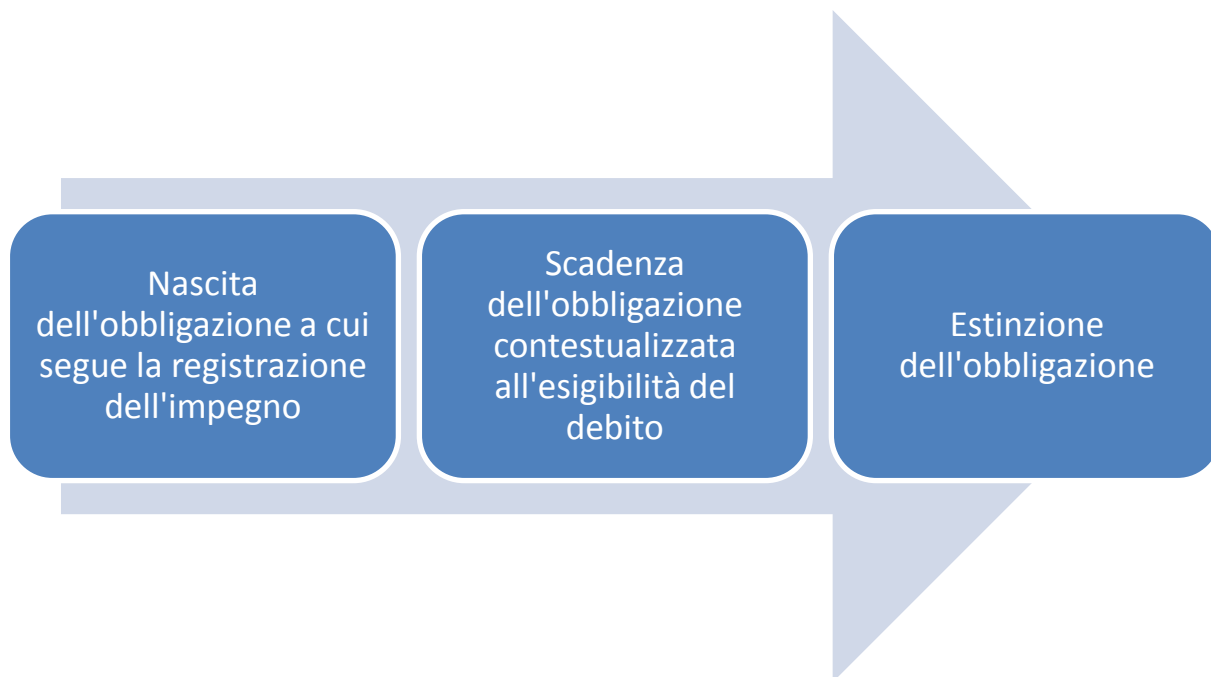 Nascita
dell'obbligazione a cui
segue la registrazione
dell'impegno
Scadenza
dell'obbligazione
contestualizzata
all'esigibilità del
debito
Estinzione
dell'obbligazione